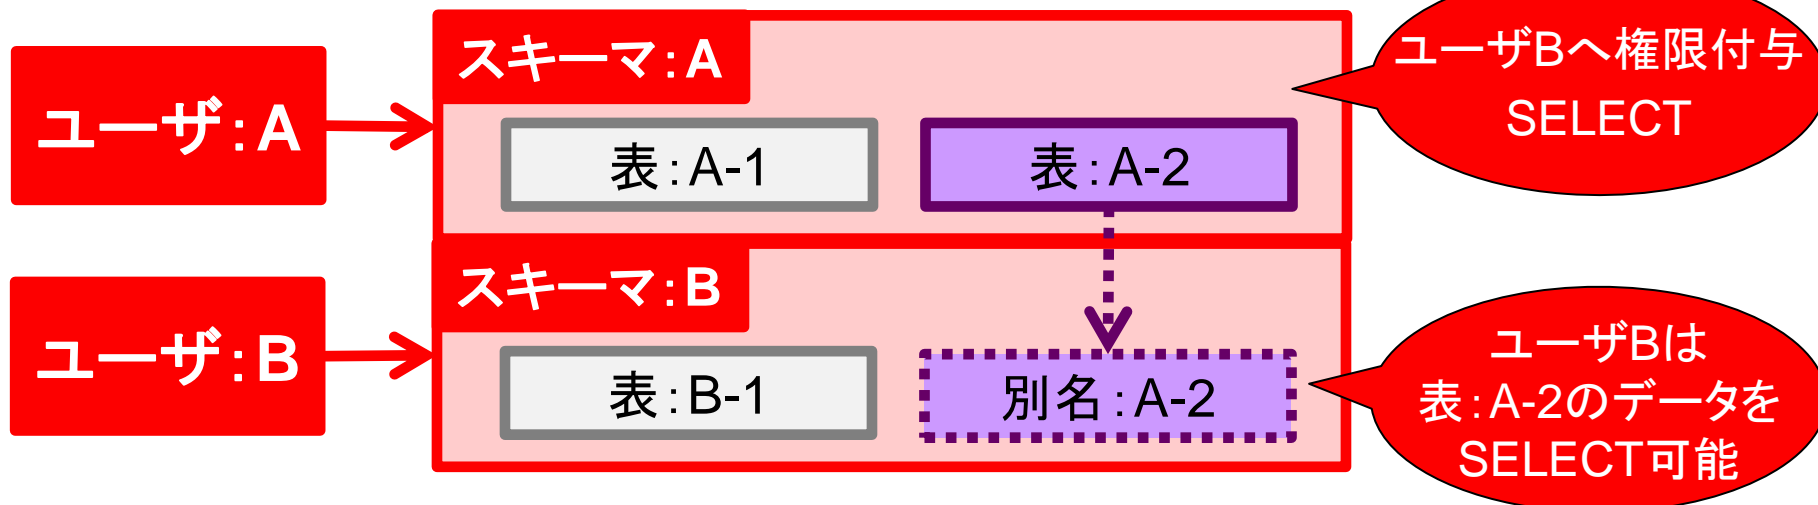 スキーマ:A
ユーザBへ権限付与
SELECT
ユーザ:A
表:A-1
表:A-2
スキーマ:B
ユーザ:B
表:B-1
別名:A-2
ユーザBは
表:A-2のデータを
SELECT可能